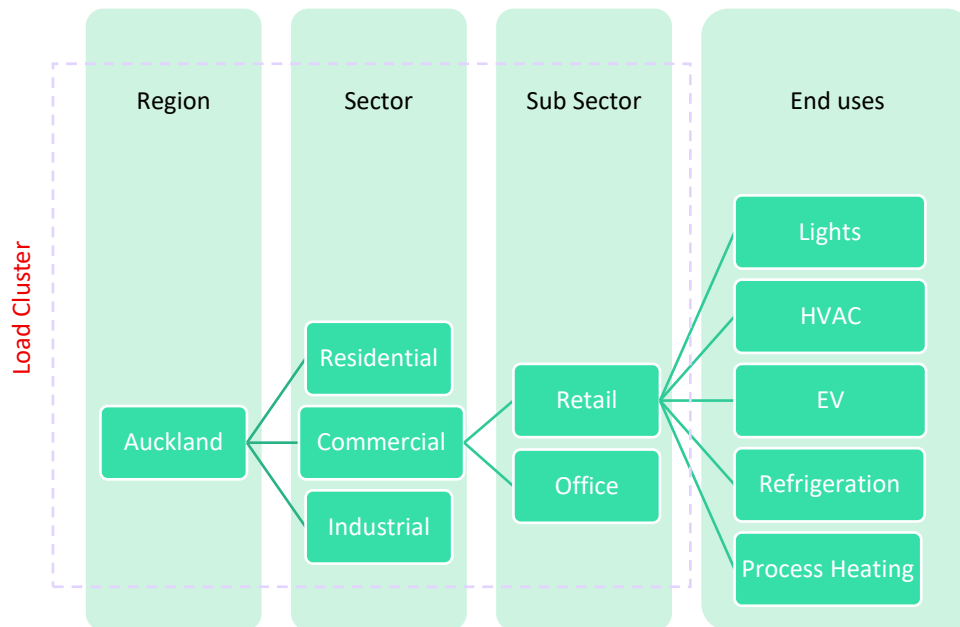 Region
Sector
Sub Sector
End uses
Load Cluster
Auckland
Residential
Commercial
Industrial
Retail
Office
Lights
HVAC
EV
Refrigeration
Process Heating